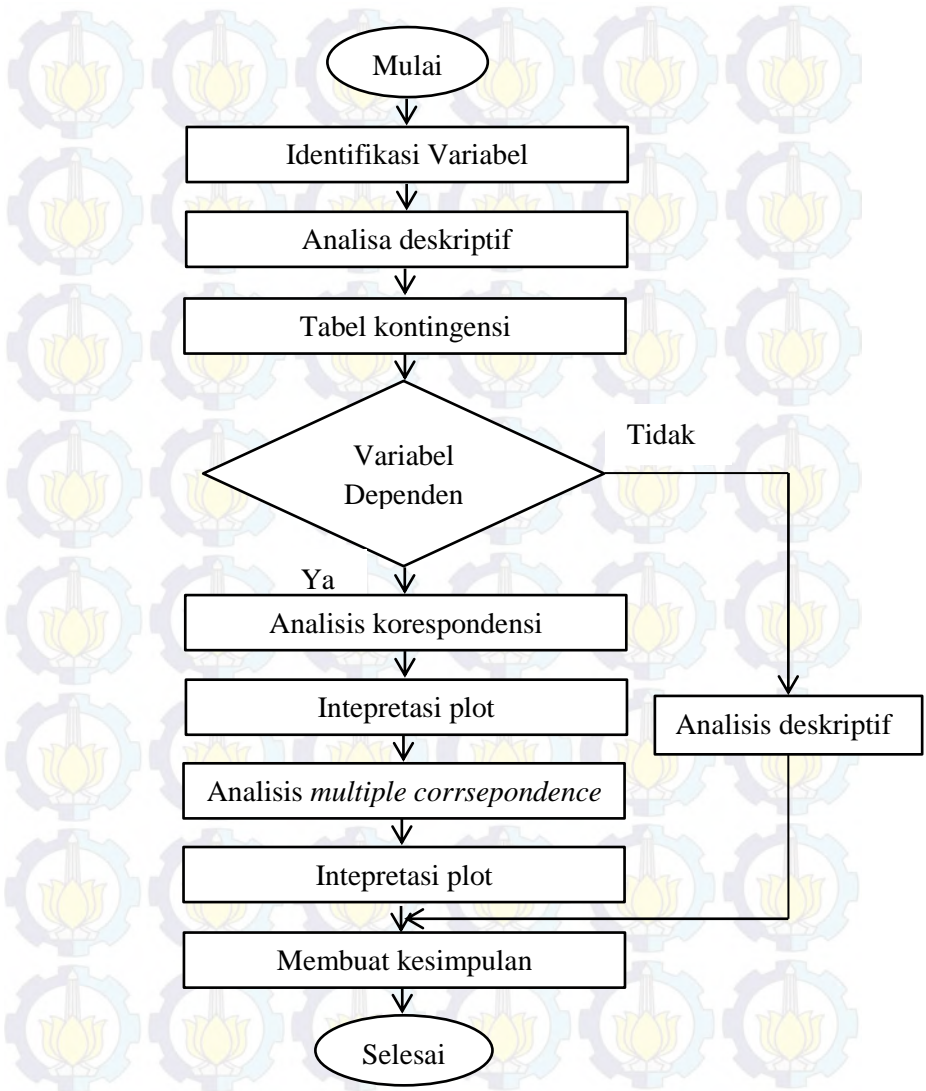 Mulai
Identifikasi Variabel
Analisa deskriptif
Tabel kontingensi
Variabel
Dependen
Tidak
Ya
Analisis korespondensi
Intepretasi plot
Analisis deskriptif
Analisis multiple corrsepondence
Intepretasi plot
Membuat kesimpulan
Selesai